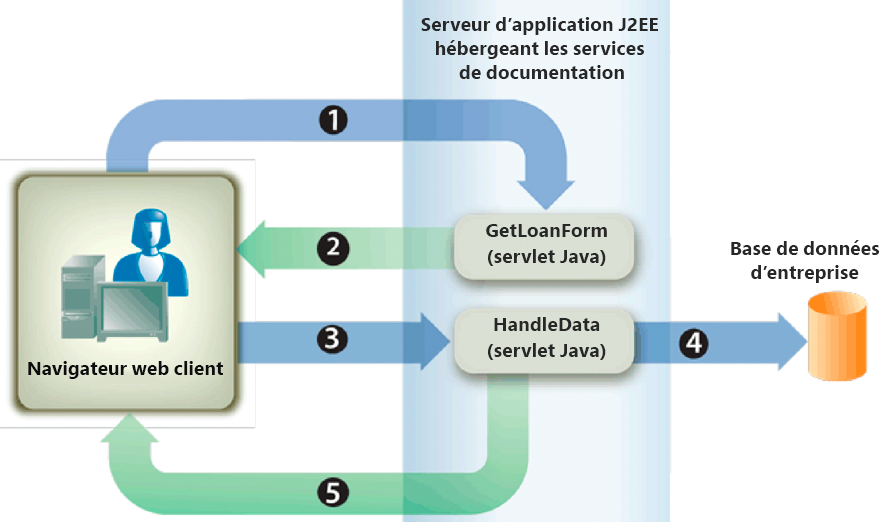 Serveur d’application J2EE
hébergeant les services
de documentation
1
GetLoanForm
(servlet Java)
2
Base de données
d’entreprise
HandleData
(servlet Java)
3
4
Navigateur web client
5